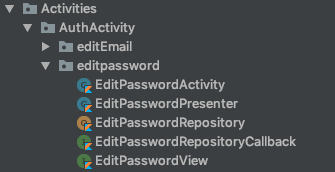 Activities
AuthActivity
editEmail
editpassword
EditPasswordActivity
EditPasswordPresenter
EditPasswordRepository
EditPasswordRepositoryCallback
EditPasswordView